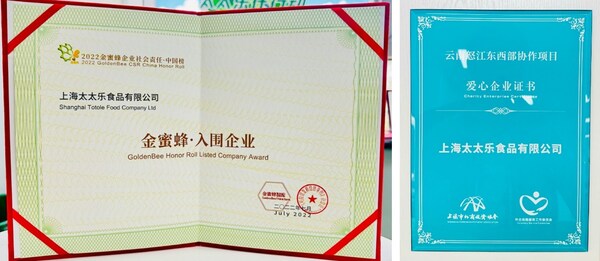 2022金蜜蜂企业社会责任·中国榜
2022 GoldenBee CSR China Honor Roll
上海太太乐食品有限公司
Shanghai Totole Food Company Ltd
金蜜蜂·入围企业
GoldenBee Honor Roll Listed Company Award
二〇二二年七月
July 2022
云南怒江东西部协作项目
爱心企业证书
Charity Enterprise
上海太太乐食品有限公司